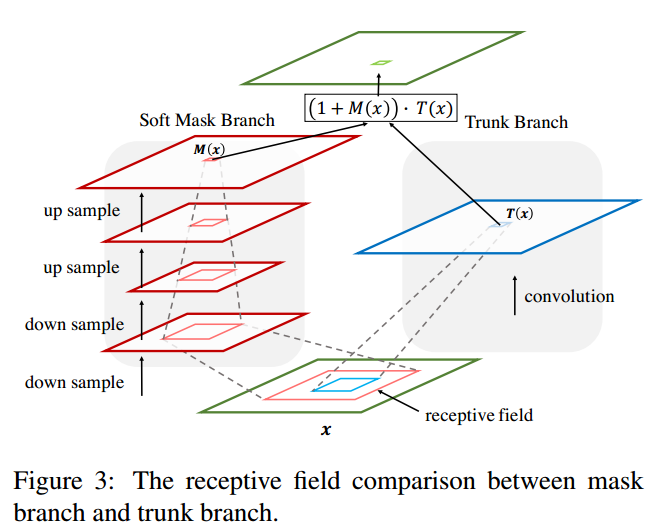 (1 + M(x)) · T(x)
Soft Mask Branch
Trunk Branch
M(x)
T(x)
up sample
up sample
convolution
down sample
down sample
receptive field
x
Figure 3: The receptive field comparison between mask
branch and trunk branch.